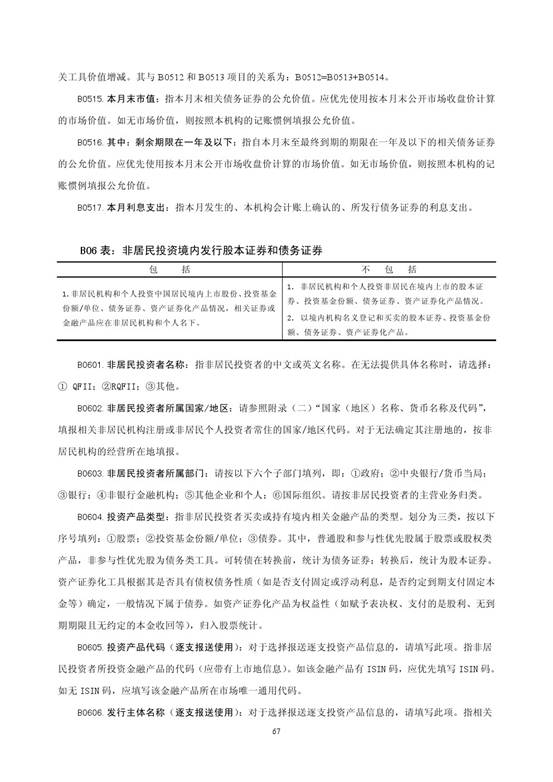 关工具价值增减。其与 B0512 和 B0513 项目的关系为：B0512=B0513+B0514。
B0515.本月末市值：指本月末相关债务证券的公允价值。应优先使用按本月末公开市场收盘价计算
的市场价值。如无市场价值，则按照本机构的记账惯例填报公允价值。
B0516.其中：剩余期限在一年及以下：指自本月末至最终到期的期限在一年及以下的相关债务证券
的公允价值。应优先使用按本月末公开市场收盘价计算的市场价值。如无市场价值，则按照本机构的记
账惯例填报公允价值。
B0517.本月利息支出：指本月发生的、本机构会计账上确认的、所发行债务证券的利息支出。
B06 表：非居民投资境内发行股本证券和债务证券
包 括
不 包 括
1.非居民机构和个人投资中国居民境内上市股份、投资基金
份额/单位、债务证券、资产证券化产品情况，相关证券或
金融产品应在非居民机构和个人名下。
1. 非居民机构和个人投资非居民在境内上市的股本证
券、投资基金份额、债务证券、资产证券化产品情况。
2. 以境内机构名义登记和买卖的股本证券、投资基金份
额、债务证券、资产证券化产品。
B0601.非居民投资者名称：指非居民投资者的中文或英文名称。在无法提供具体名称时，请选择：
① QFII；②RQFII；③其他。
B0602.非居民投资者所属国家/地区：请参照附录（二）“国家（地区）名称、货币名称及代码”，
填报相关非居民机构注册或非居民个人投资者常住的国家/地区代码。对于无法确定其注册地的，按非
居民机构的经营所在地填报。
B0603.非居民投资者所属部门：请按以下六个子部门填列，即：①政府；②中央银行/货币当局；
③银行；④非银行金融机构；⑤其他企业和个人；⑥国际组织。请按非居民投资者的主营业务归类。
B0604.投资产品类型：指非居民投资者买卖或持有境内相关金融产品的类型。划分为三类，按以下
序号填列：①股票；②投资基金份额/单位；③债券。其中，普通股和参与性优先股属于股票或股权类
产品，非参与性优先股为债务类工具。可转债在转换前，统计为债务证券；转换后，统计为股本证券。
资产证券化工具根据其是否具有债权债务性质（如是否支付固定或浮动利息，是否约定到期支付固定本
金等）确定，一般情况下属于债券。如资产证券化产品为权益性（如赋予表决权、支付的是股利、无到
期期限且无约定的本金收回等），归入股票统计。
B0605.投资产品代码（逐支报送使用）：对于选择报送逐支投资产品信息的，请填写此项。指非居
民投资者所投资金融产品的代码（应带有上市地信息）。如该金融产品有 ISIN 码，应优先填写 ISIN 码。
如无 ISIN 码，应填写该金融产品所在市场唯一通用代码。
B0606.发行主体名称（逐支报送使用）：对于选择报送逐支投资产品信息的，请填写此项。指相关
67